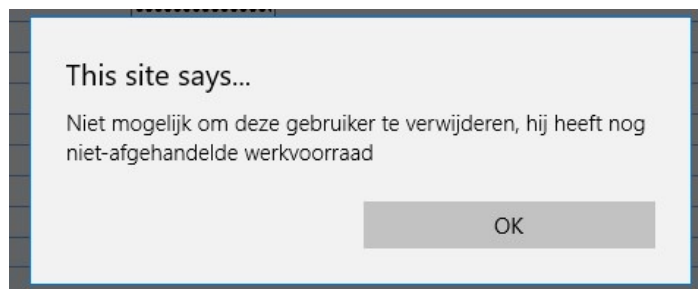 This site says...
Niet mogelijk om deze gebruiker te verwijderen, hij heeft nog
niet-afgehandelde werkvoorraad
OK